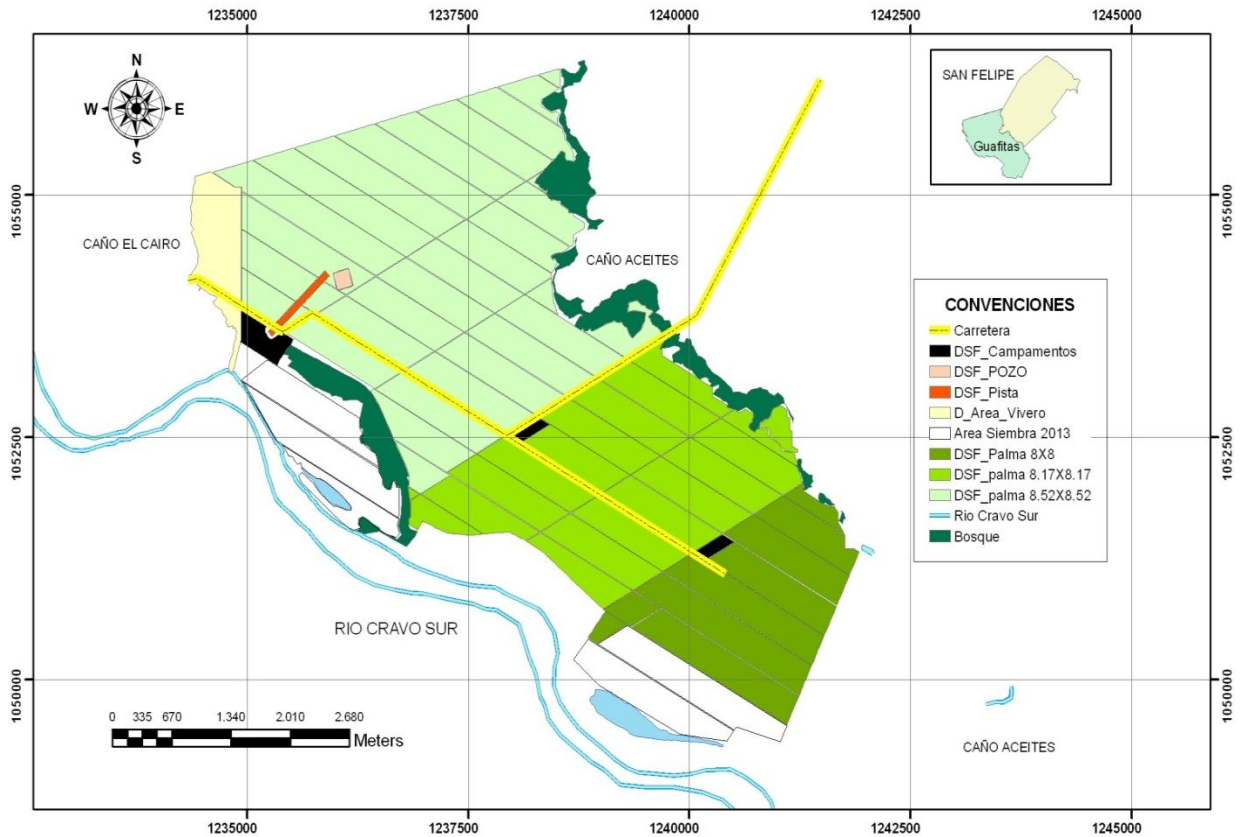 1235000
1237500
1240000
1242500
1245000
N
W
E
S
SAN FELIPE
Guafitas
1055000
1055000
CAÑO EL CAIRO
CAÑO ACEITES
CONVENCIONES
Carretera
DSF_Campamentos
DSF_POZO
DSF_Pista
D_Area_Vivero
Area Siembra 2013
DSF_Palma 8X8
DSF_palma 8.17X8.17
DSF_palma 8.52X8.52
Rio Cravo Sur
Bosque
1052500
1052500
RIO CRAVO SUR
1050000
1050000
0 335 670 1.340 2.010 2.680
Meters
CAÑO ACEITES
1235000
1237500
1240000
1242500
1245000